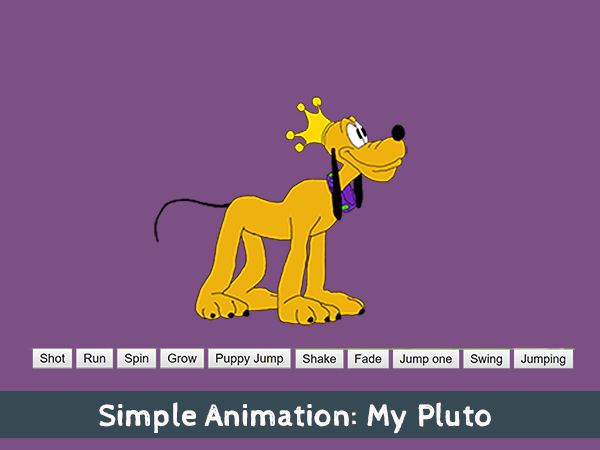 Shot Run Spin Grow Puppy Jump Shake Fade Jump one Swing Jumping
Simple Animation: My Pluto